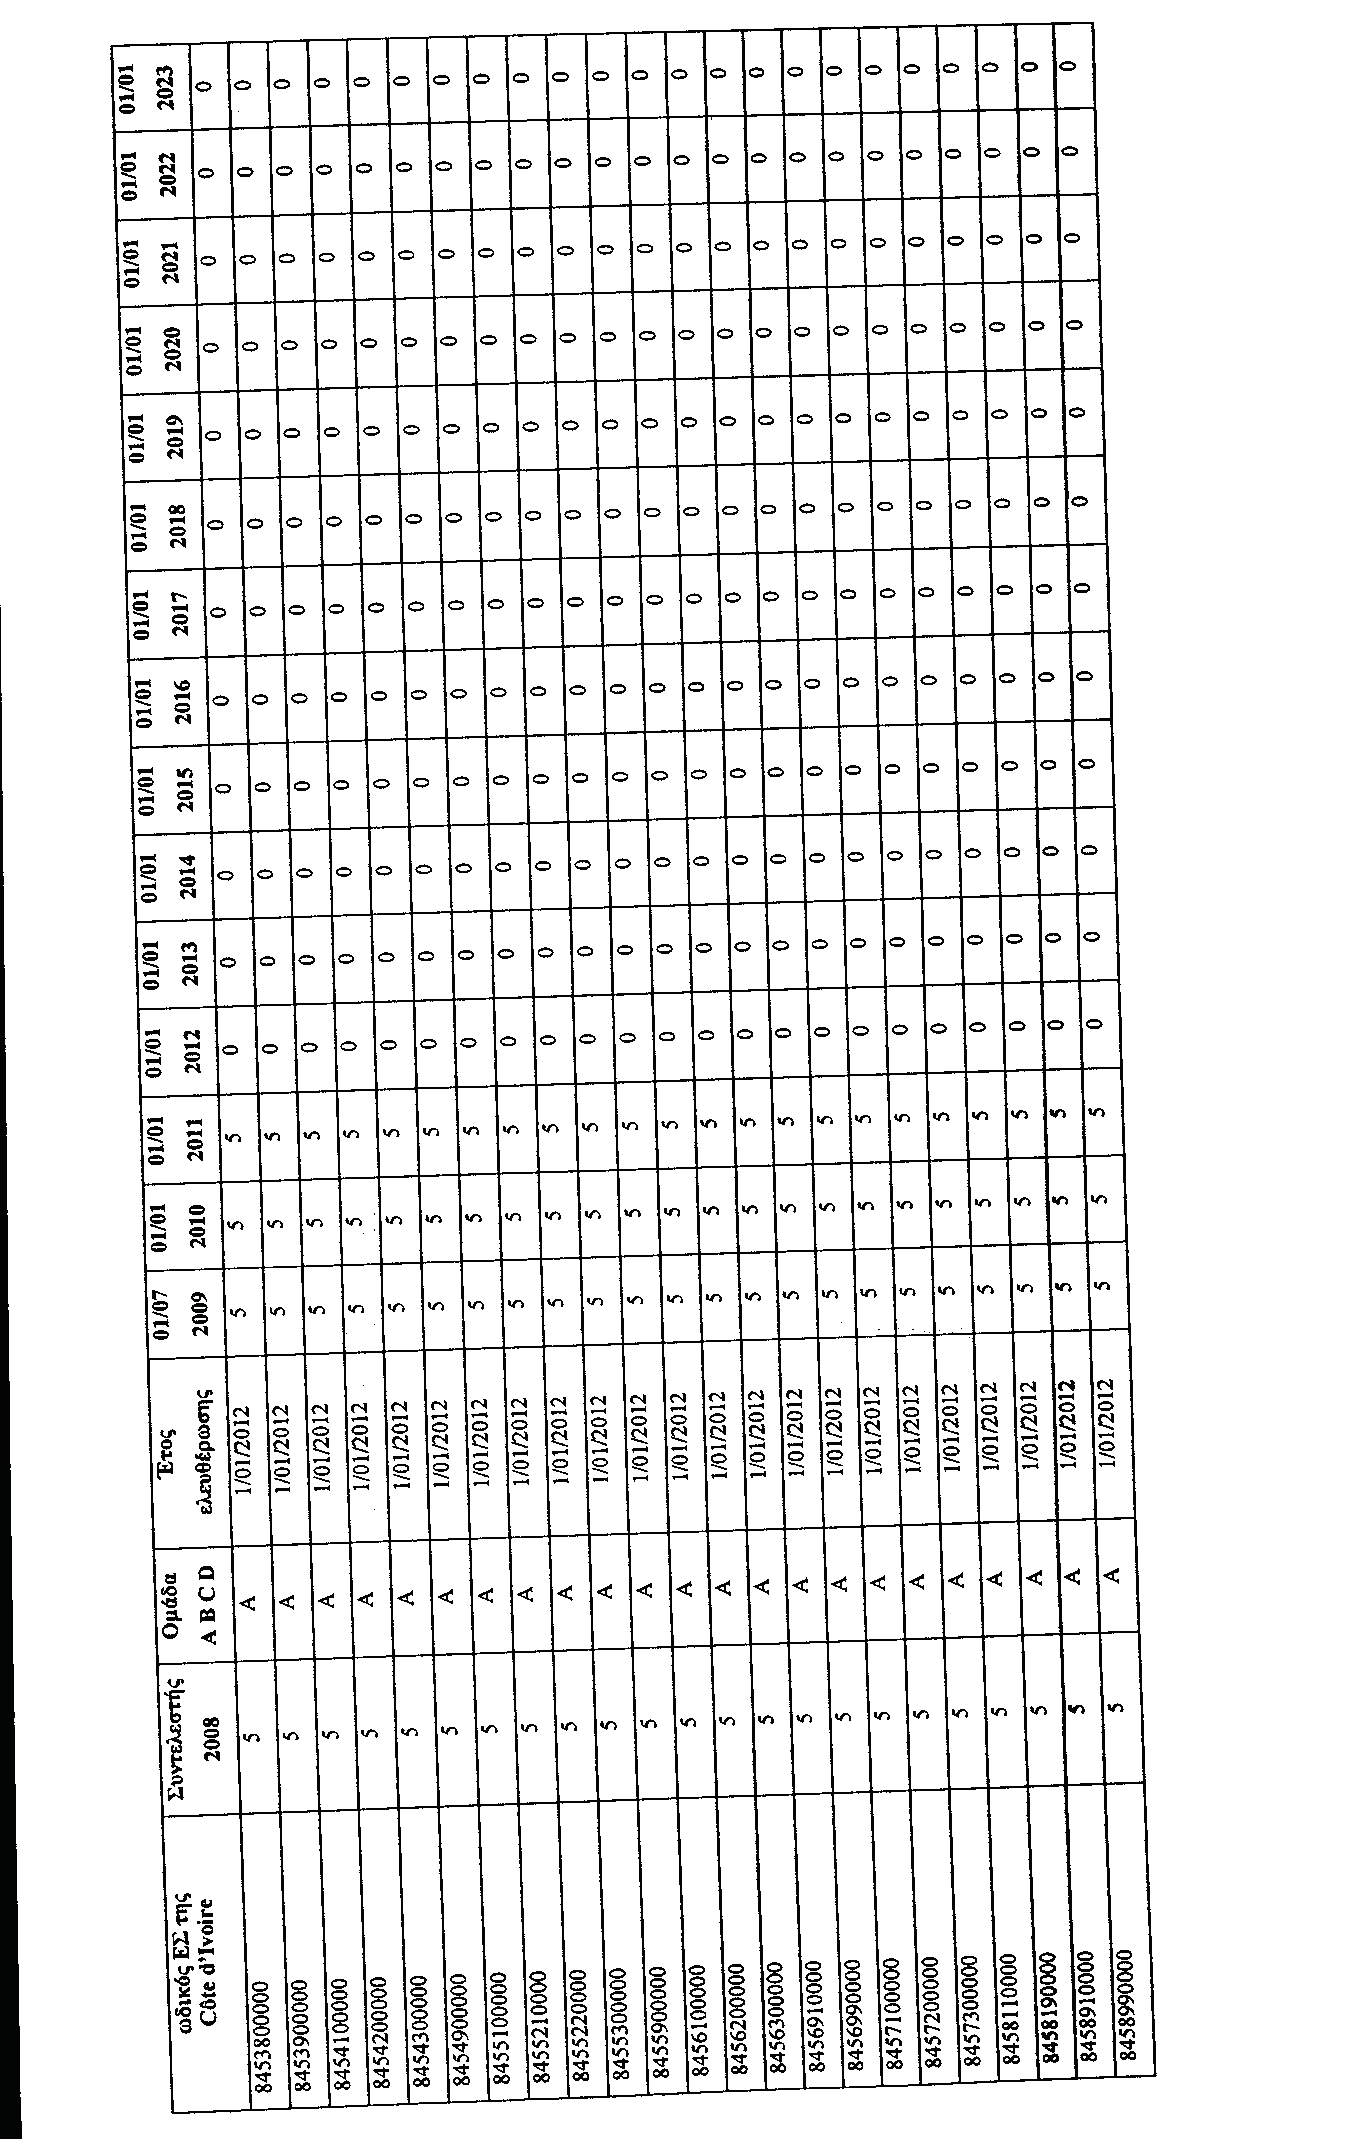 ωδικός ΕΣ της Συντελεστής Ομάδα Έτος 01/07 01/01 01/01 01/01 01/01 01/01 01/01 01/01 01/01 01/01 01/01 01/01 01/01 01/01 01/01
Côte d'Ivoire 2008 A B C D ελευθέρωσης 2009 2010 2011 2012 2013 2014 2015 2016 2017 2018 2019 2020 2021 2022 2023
8453800000 5 A 1/01/2012 5 5 5 0 0 0 0 0 0 0 0 0 0 0 0
8453900000 5 A 1/01/2012 5 5 5 0 0 0 0 0 0 0 0 0 0 0 0
8454100000 5 A 1/01/2012 5 5 5 0 0 0 0 0 0 0 0 0 0 0 0
8454200000 5 A 1/01/2012 5 5 5 0 0 0 0 0 0 0 0 0 0 0 0
8454300000 5 A 1/01/2012 5 5 5 0 0 0 0 0 0 0 0 0 0 0 0
8454900000 5 A 1/01/2012 5 5 5 0 0 0 0 0 0 0 0 0 0 0 0
8455100000 5 A 1/01/2012 5 5 5 0 0 0 0 0 0 0 0 0 0 0 0
8455210000 5 A 1/01/2012 5 5 5 0 0 0 0 0 0 0 0 0 0 0 0
8455220000 5 A 1/01/2012 5 5 5 0 0 0 0 0 0 0 0 0 0 0 0
8455300000 5 A 1/01/2012 5 5 5 0 0 0 0 0 0 0 0 0 0 0 0
8455900000 5 A 1/01/2012 5 5 5 0 0 0 0 0 0 0 0 0 0 0 0
8456100000 5 A 1/01/2012 5 5 5 0 0 0 0 0 0 0 0 0 0 0 0
8456200000 5 A 1/01/2012 5 5 5 0 0 0 0 0 0 0 0 0 0 0 0
8456300000 5 A 1/01/2012 5 5 5 0 0 0 0 0 0 0 0 0 0 0 0
8456910000 5 A 1/01/2012 5 5 5 0 0 0 0 0 0 0 0 0 0 0 0
8456990000 5 A 1/01/2012 5 5 5 0 0 0 0 0 0 0 0 0 0 0 0
8457100000 5 A 1/01/2012 5 5 5 0 0 0 0 0 0 0 0 0 0 0 0
8457200000 5 A 1/01/2012 5 5 5 0 0 0 0 0 0 0 0 0 0 0 0
8457300000 5 A 1/01/2012 5 5 5 0 0 0 0 0 0 0 0 0 0 0 0
8458110000 5 A 1/01/2012 5 5 5 0 0 0 0 0 0 0 0 0 0 0 0
8458190000 5 A 1/01/2012 5 5 5 0 0 0 0 0 0 0 0 0 0 0 0
8458910000 5 A 1/01/2012 5 5 5 0 0 0 0 0 0 0 0 0 0 0 0
8458990000 5 A 1/01/2012 5 5 5 0 0 0 0 0 0 0 0 0 0 0 0